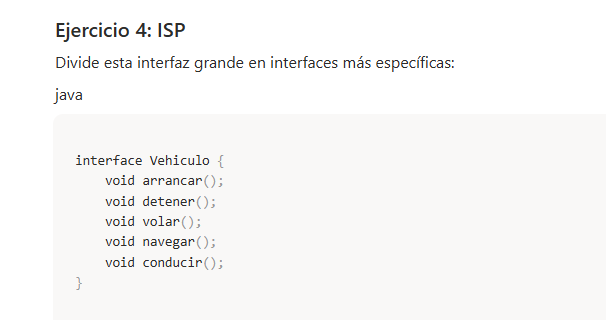 Ejercicio 4: ISP
Divide esta interfaz grande en interfaces más específicas:
java
interface Vehiculo {
    void arrancar();
    void detener();
    void volar();
    void navegar();
    void conducir();
}